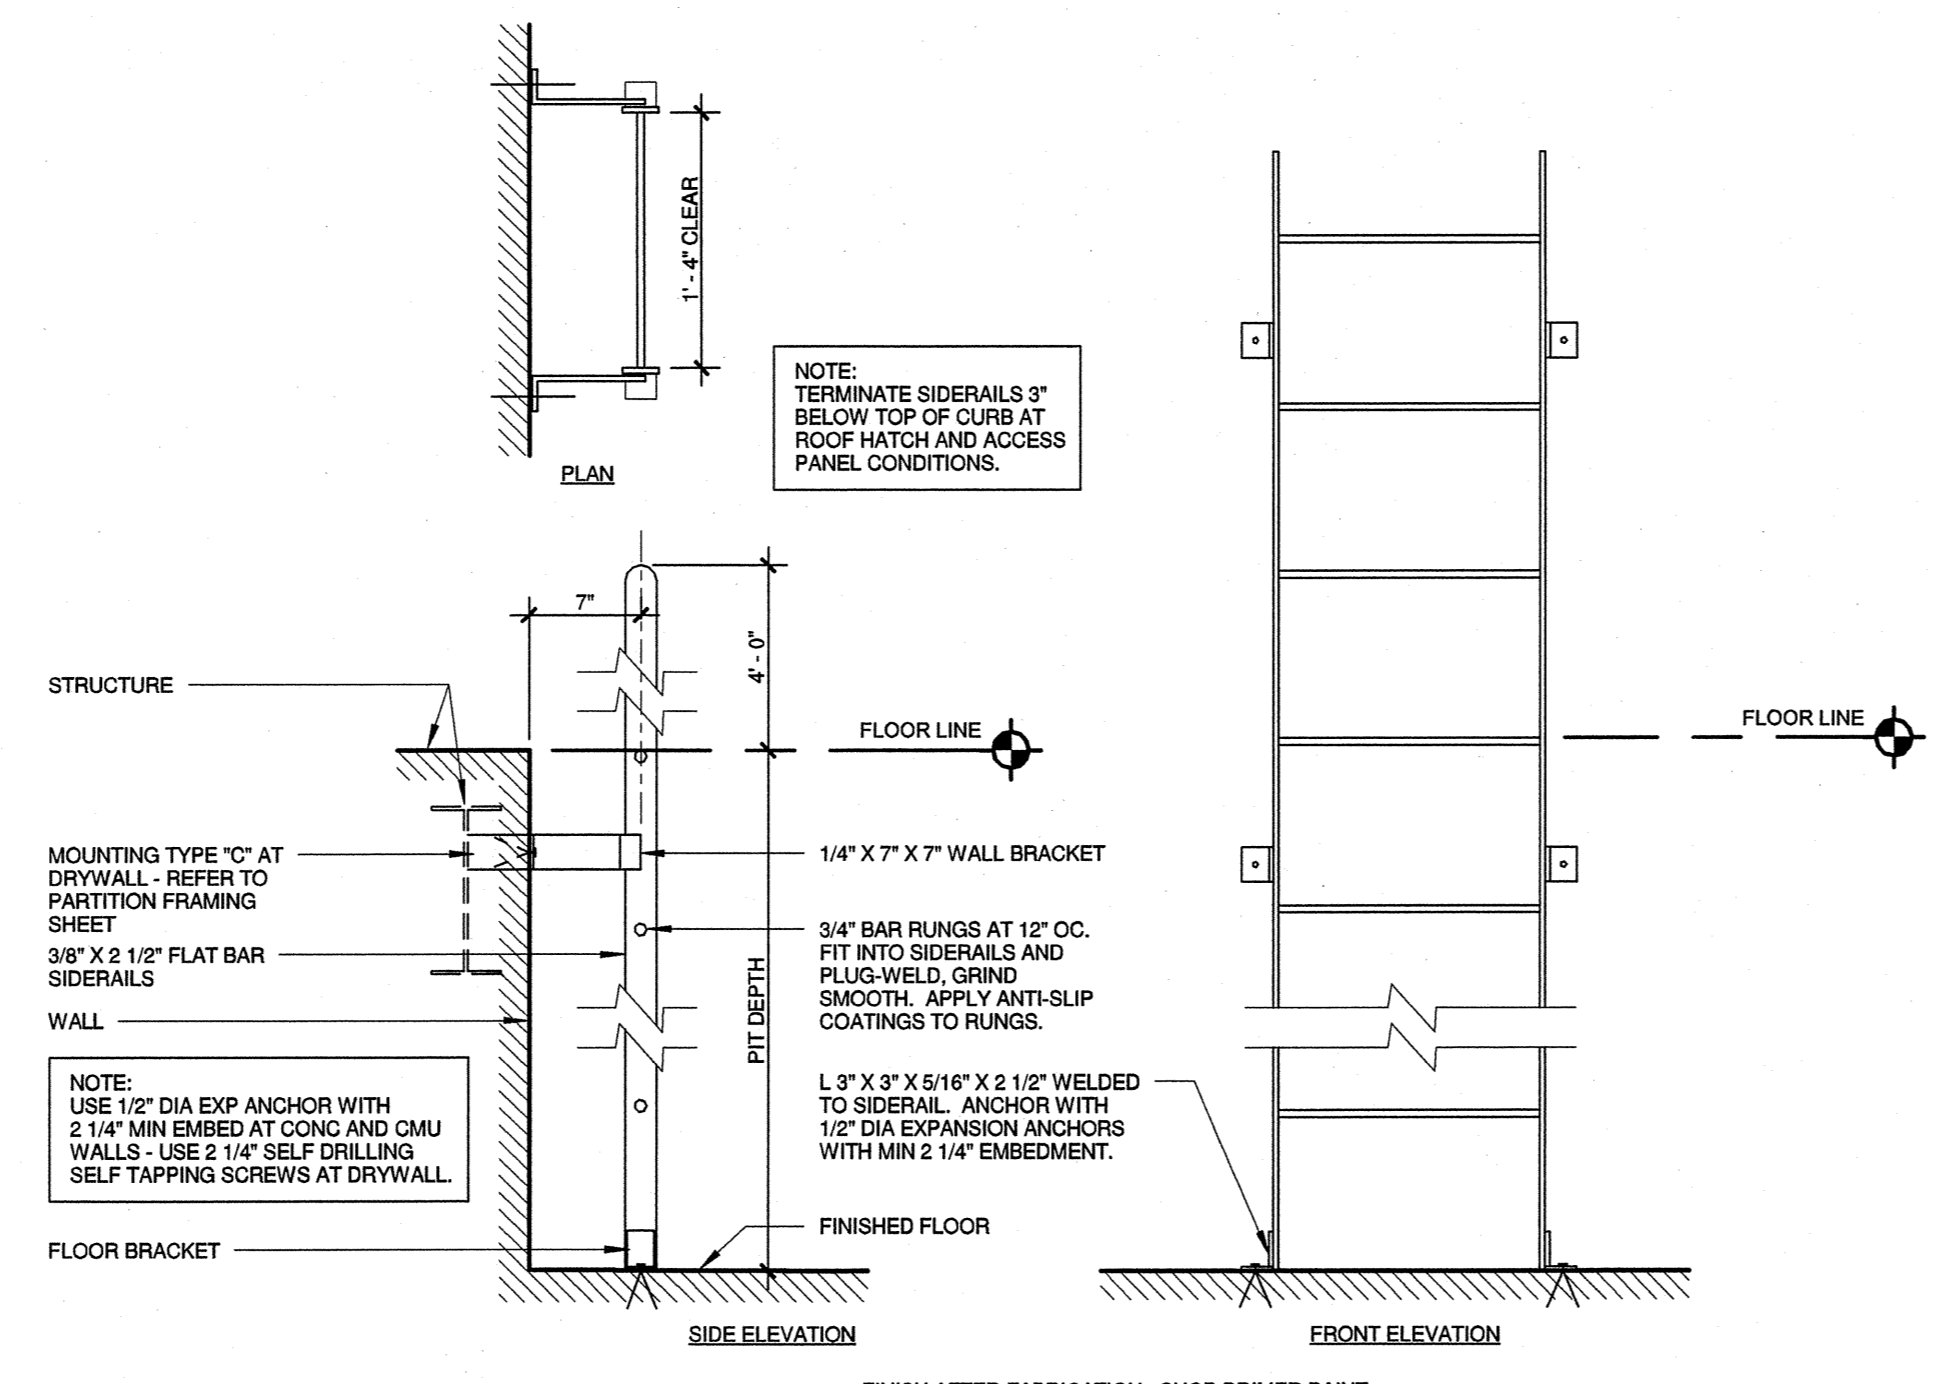 1' - 4" CLEAR
PLAN
NOTE:
TERMINATE SIDERAILS 3"
BELOW TOP OF CURB AT
ROOF HATCH AND ACCESS
PANEL CONDITIONS.
7"
4' - 0"
STRUCTURE
FLOOR LINE
FLOOR LINE
MOUNTING TYPE "C" AT
DRYWALL - REFER TO
PARTITION FRAMING
SHEET
3/8" X 2 1/2" FLAT BAR
SIDERAILS
WALL
NOTE:
USE 1/2" DIA EXP ANCHOR WITH
2 1/4" MIN EMBED AT CONC AND CMU
WALLS - USE 2 1/4" SELF DRILLING
SELF TAPPING SCREWS AT DRYWALL.
FLOOR BRACKET
PIT DEPTH
1/4" X 7" X 7" WALL BRACKET
3/4" BAR RUNGS AT 12" OC.
FIT INTO SIDERAILS AND
PLUG-WELD, GRIND
SMOOTH. APPLY ANTI-SLIP
COATINGS TO RUNGS.
L 3" X 3" X 5/16" X 2 1/2" WELDED
TO SIDERAIL. ANCHOR WITH
1/2" DIA EXPANSION ANCHORS
WITH MIN 2 1/4" EMBEDMENT.
FINISHED FLOOR
SIDE ELEVATION
FRONT ELEVATION